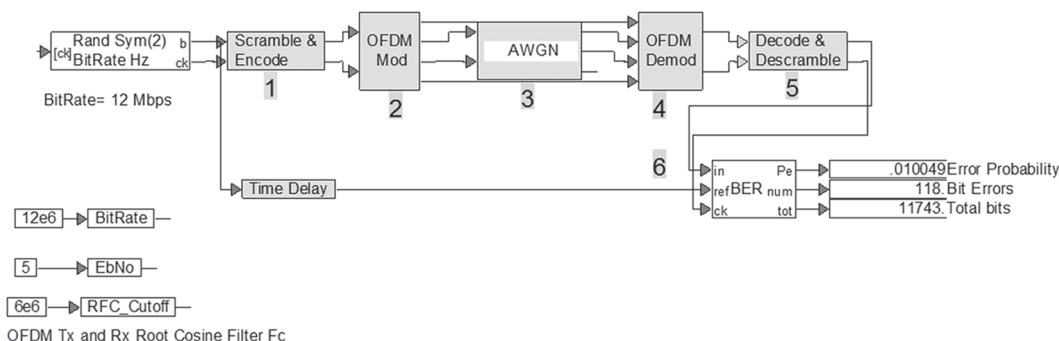 Rand Sym(2) b
[ck] BitRate Hz ck
BitRate= 12 Mbps
Scramble &
Encode
1
OFDM
Mod
2
AWGN
3
OFDM
Demod
4
Decode &
Descramble
5
6
Time Delay
in Pe
ref BER num
ck tot
.010049 Error Probability
118. Bit Errors
11743. Total bits
12e6 BitRate
5 EbNo
6e6 RFC_Cutoff
OFDM Tx and Rx Root Cosine Filter Fc